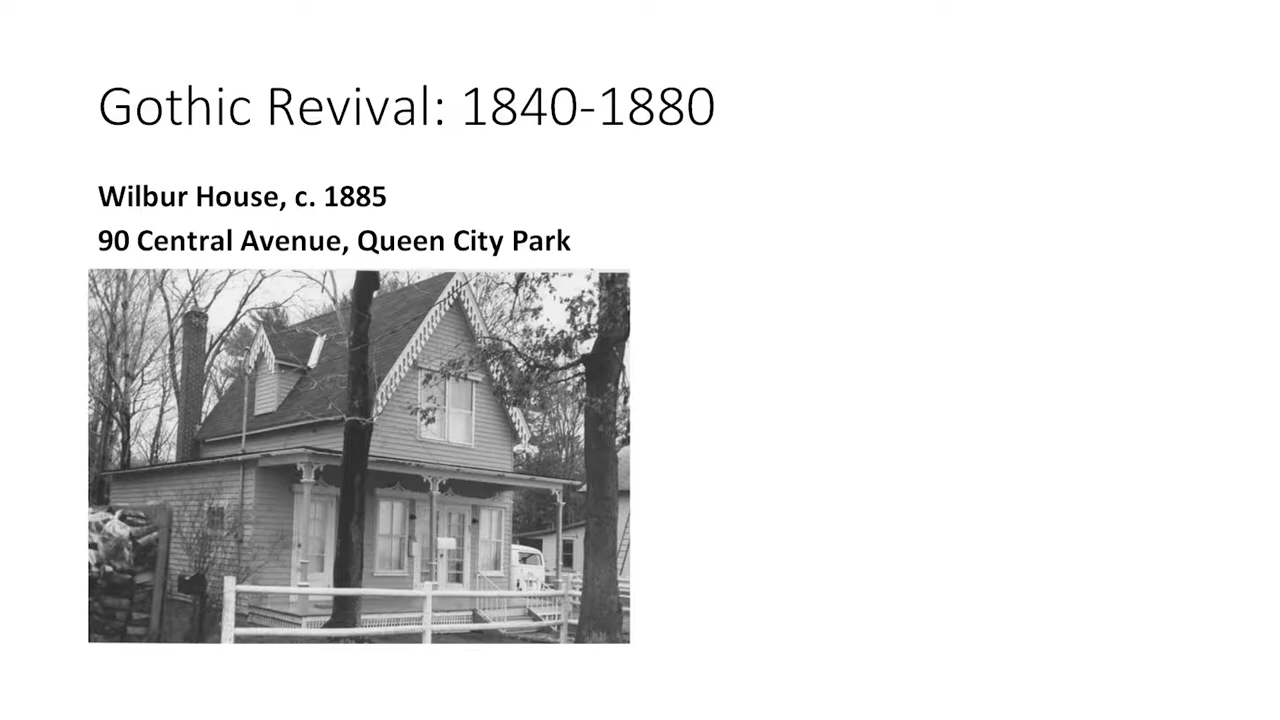 Gothic Revival: 1840-1880
Wilbur House, c. 1885
90 Central Avenue, Queen City Park